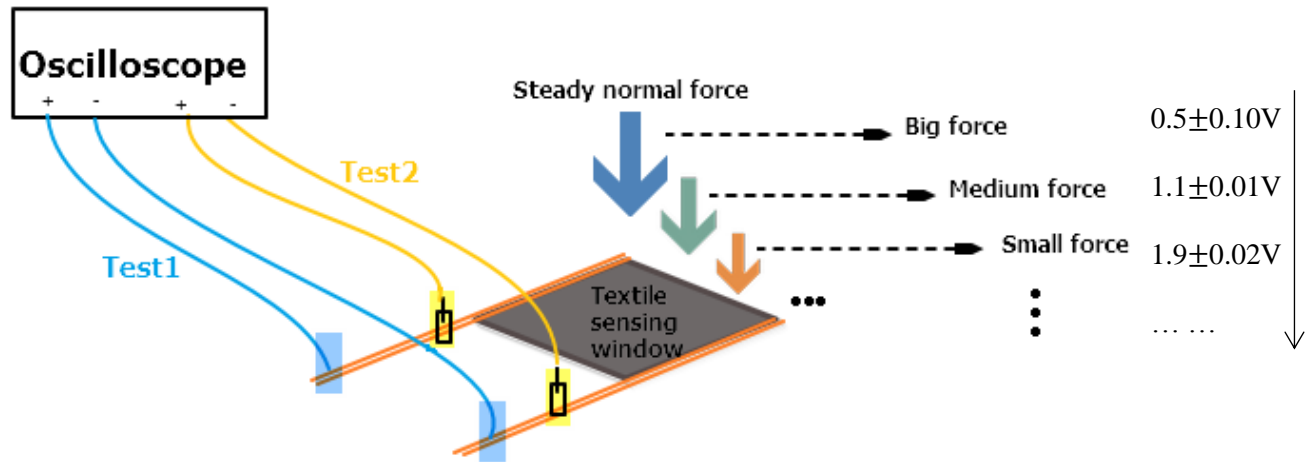 Oscilloscope
+ - + -
Steady normal force
Big force
0.5±0.10V
Test2
Medium force
1.1±0.01V
Test1
Small force
1.9±0.02V
Textile
sensing
window
... ...